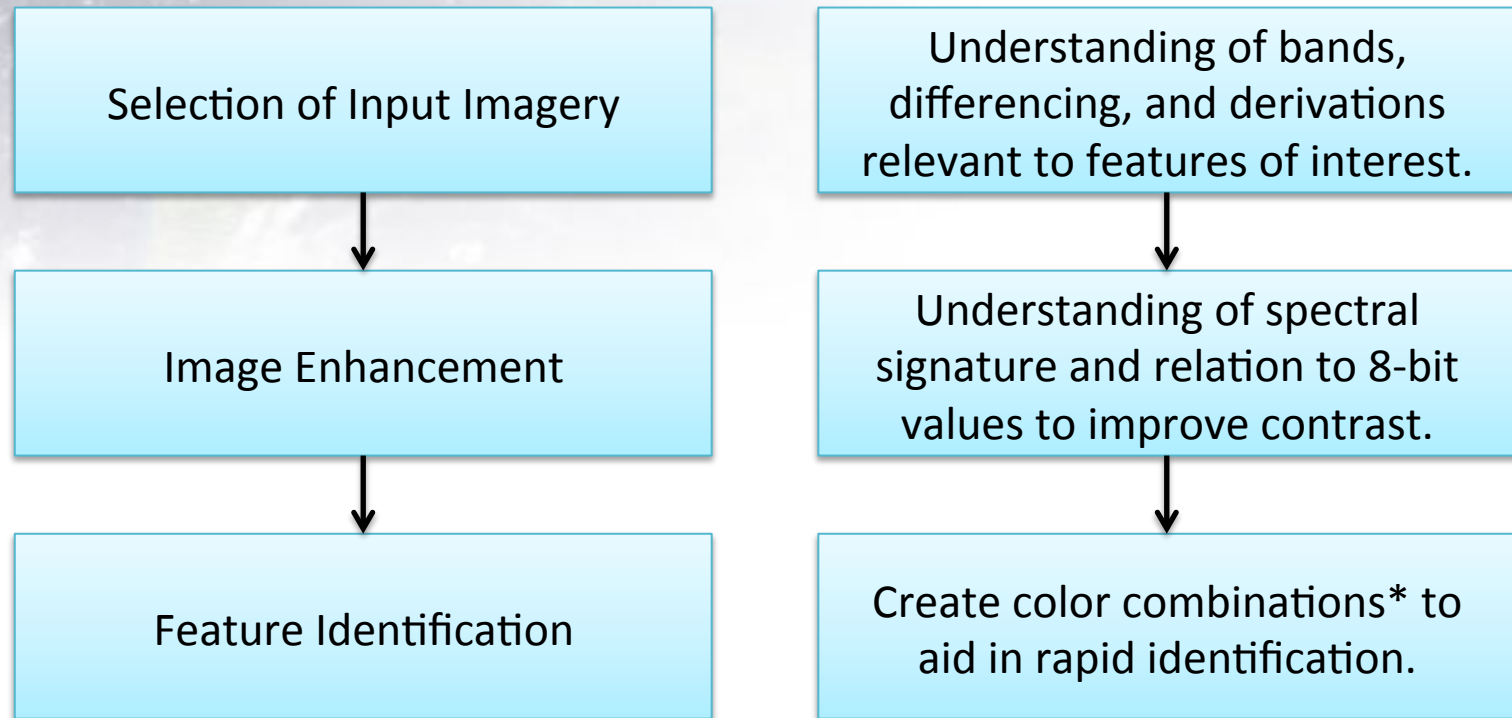 Selection of Input Imagery
Understanding of bands,
differencing, and derivations
relevant to features of interest.
Image Enhancement
Understanding of spectral
signature and relation to 8-bit
values to improve contrast.
Feature Identification
Create color combinations* to
aid in rapid identification.